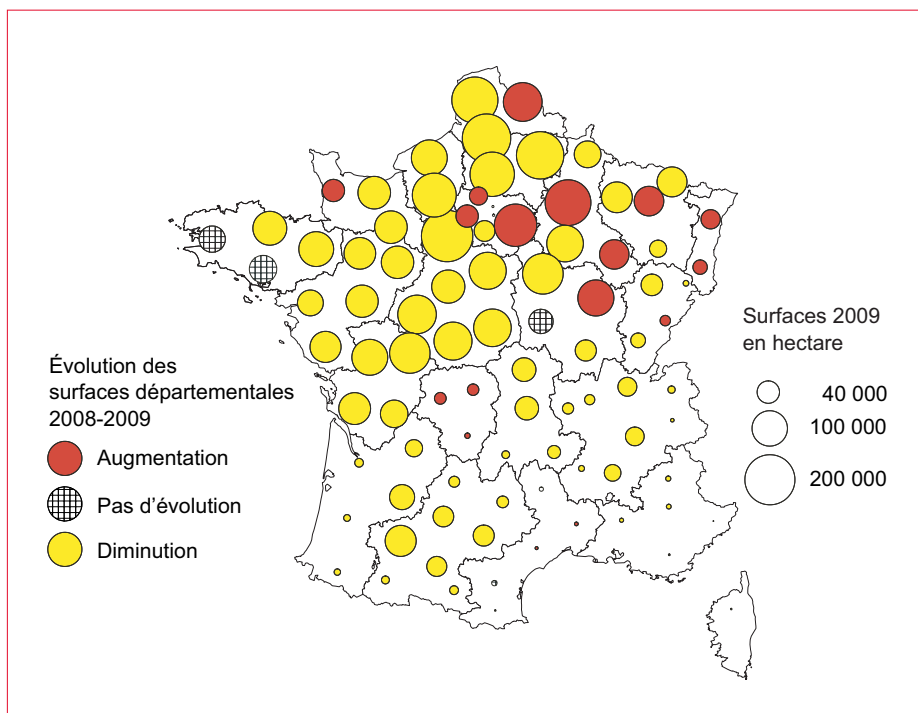 Évolution des
surfaces départementales
2008-2009
Augmentation
Pas d'évolution
Diminution
Surfaces 2009
en hectare
40 000
100 000
200 000